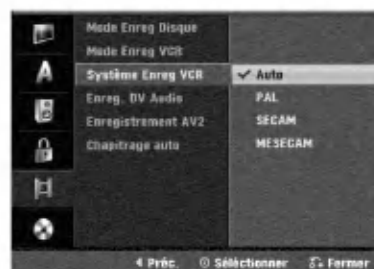 Mode Enreg Disque
Mode Enreg VCR
Système Enreg VCR
Enreg. DV Audio
Enregistrement AV2
Chapitrage auto
✓ Auto
PAL
SECAM
MESECAM
A
Préc. Séléctionner Fermer